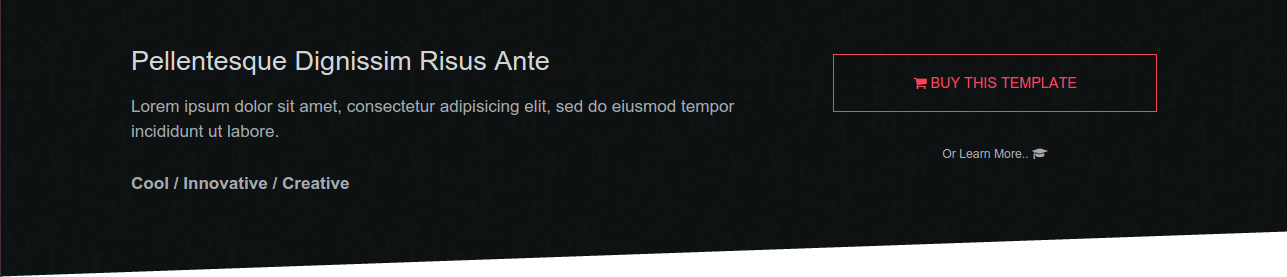 Pellentesque Dignissim Risus Ante
Lorem ipsum dolor sit amet, consectetur adipisicing elit, sed do eiusmod tempor
incididunt ut labore.
Cool / Innovative / Creative
BUY THIS TEMPLATE
Or Learn More..